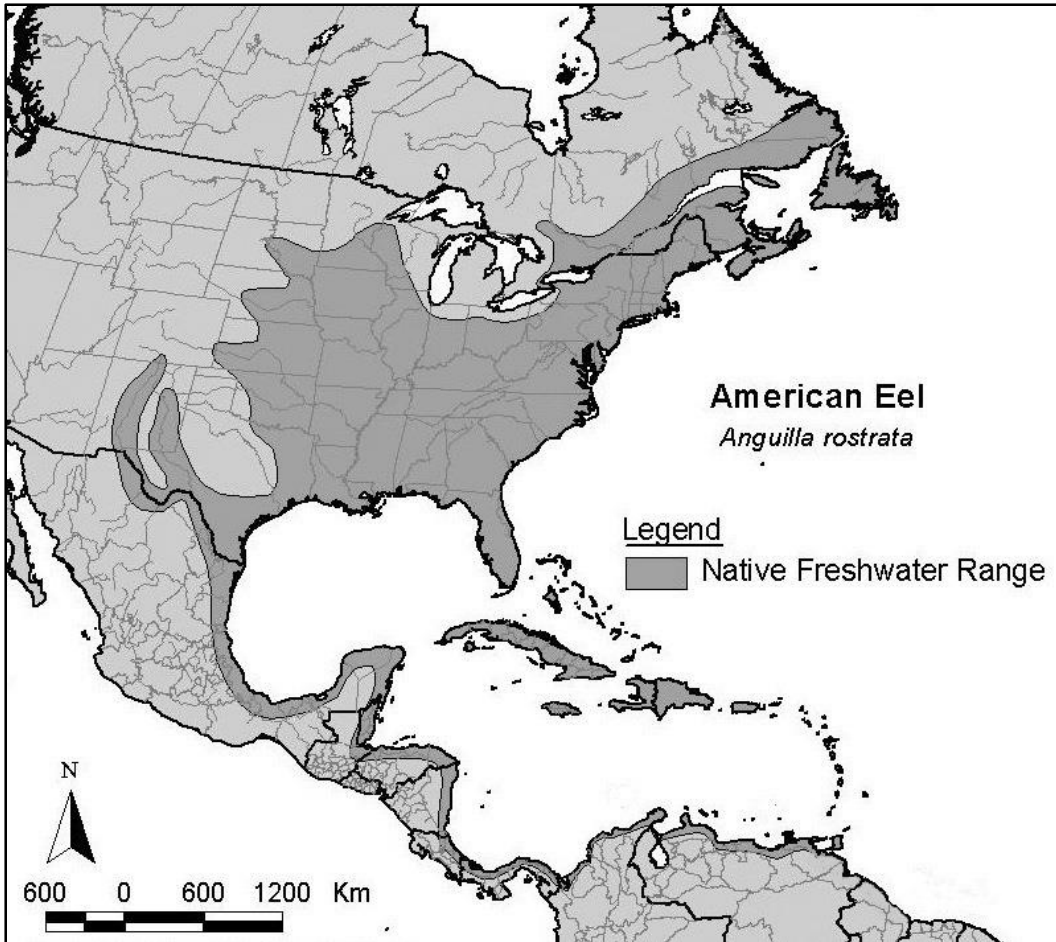 American Eel
Anguilla rostrata
Legend
Native Freshwater Range
N
600 0 600 1200 Km